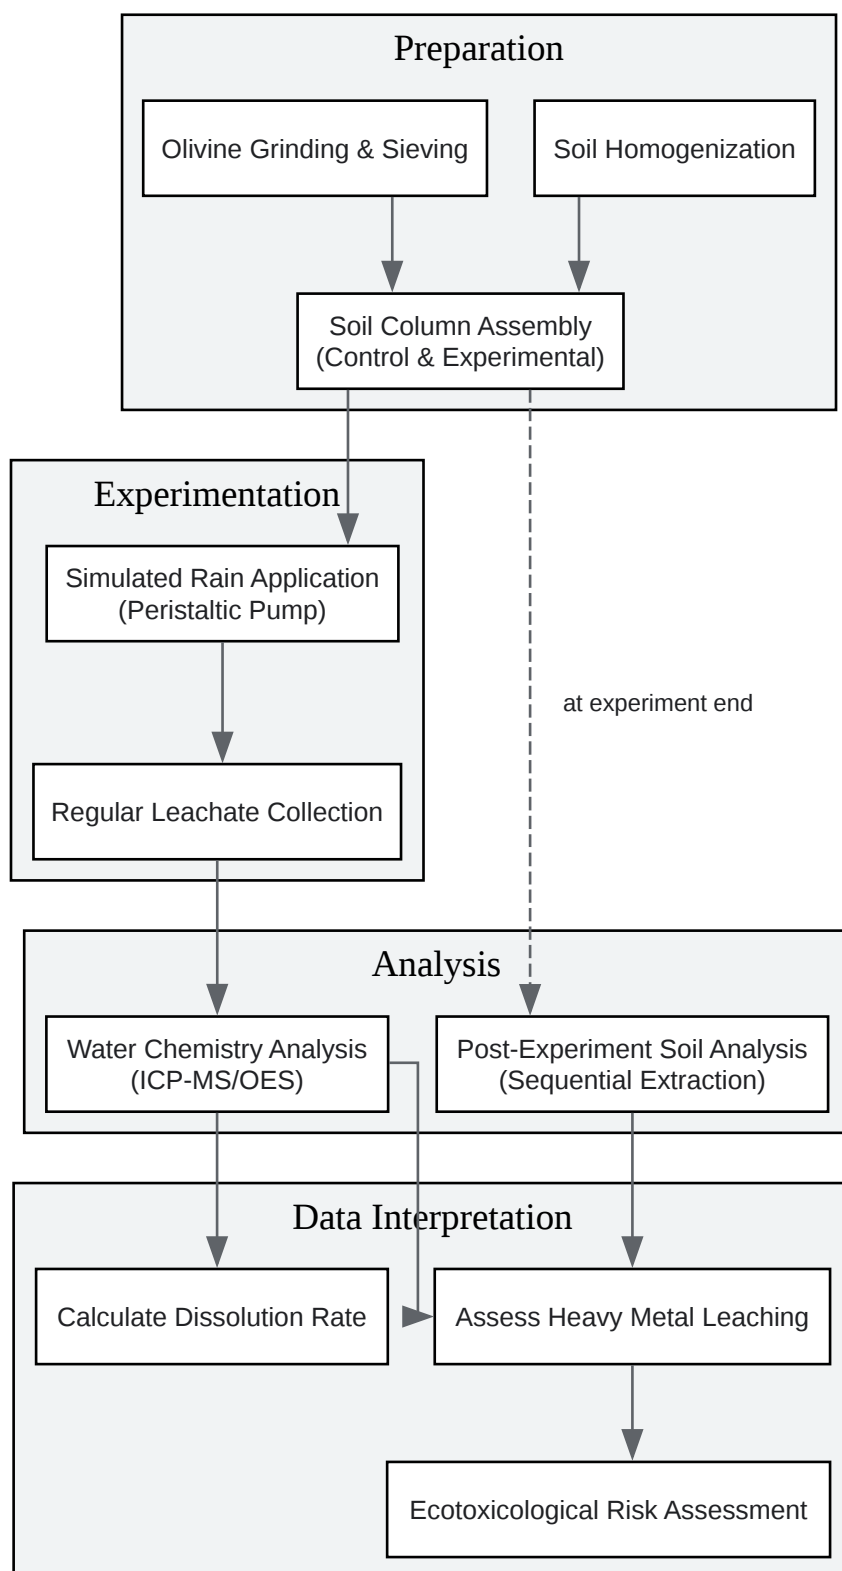 Preparation
Olivine Grinding & Sieving
Soil Homogenization
Soil Column Assembly
(Control & Experimental)
Experimentation
Simulated Rain Application
(Peristaltic Pump)
at experiment end
Regular Leachate Collection
Analysis
Water Chemistry Analysis
(ICP-MS/OES)
Post-Experiment Soil Analysis
(Sequential Extraction)
Data Interpretation
Calculate Dissolution Rate
Assess Heavy Metal Leaching
Ecotoxicological Risk Assessment